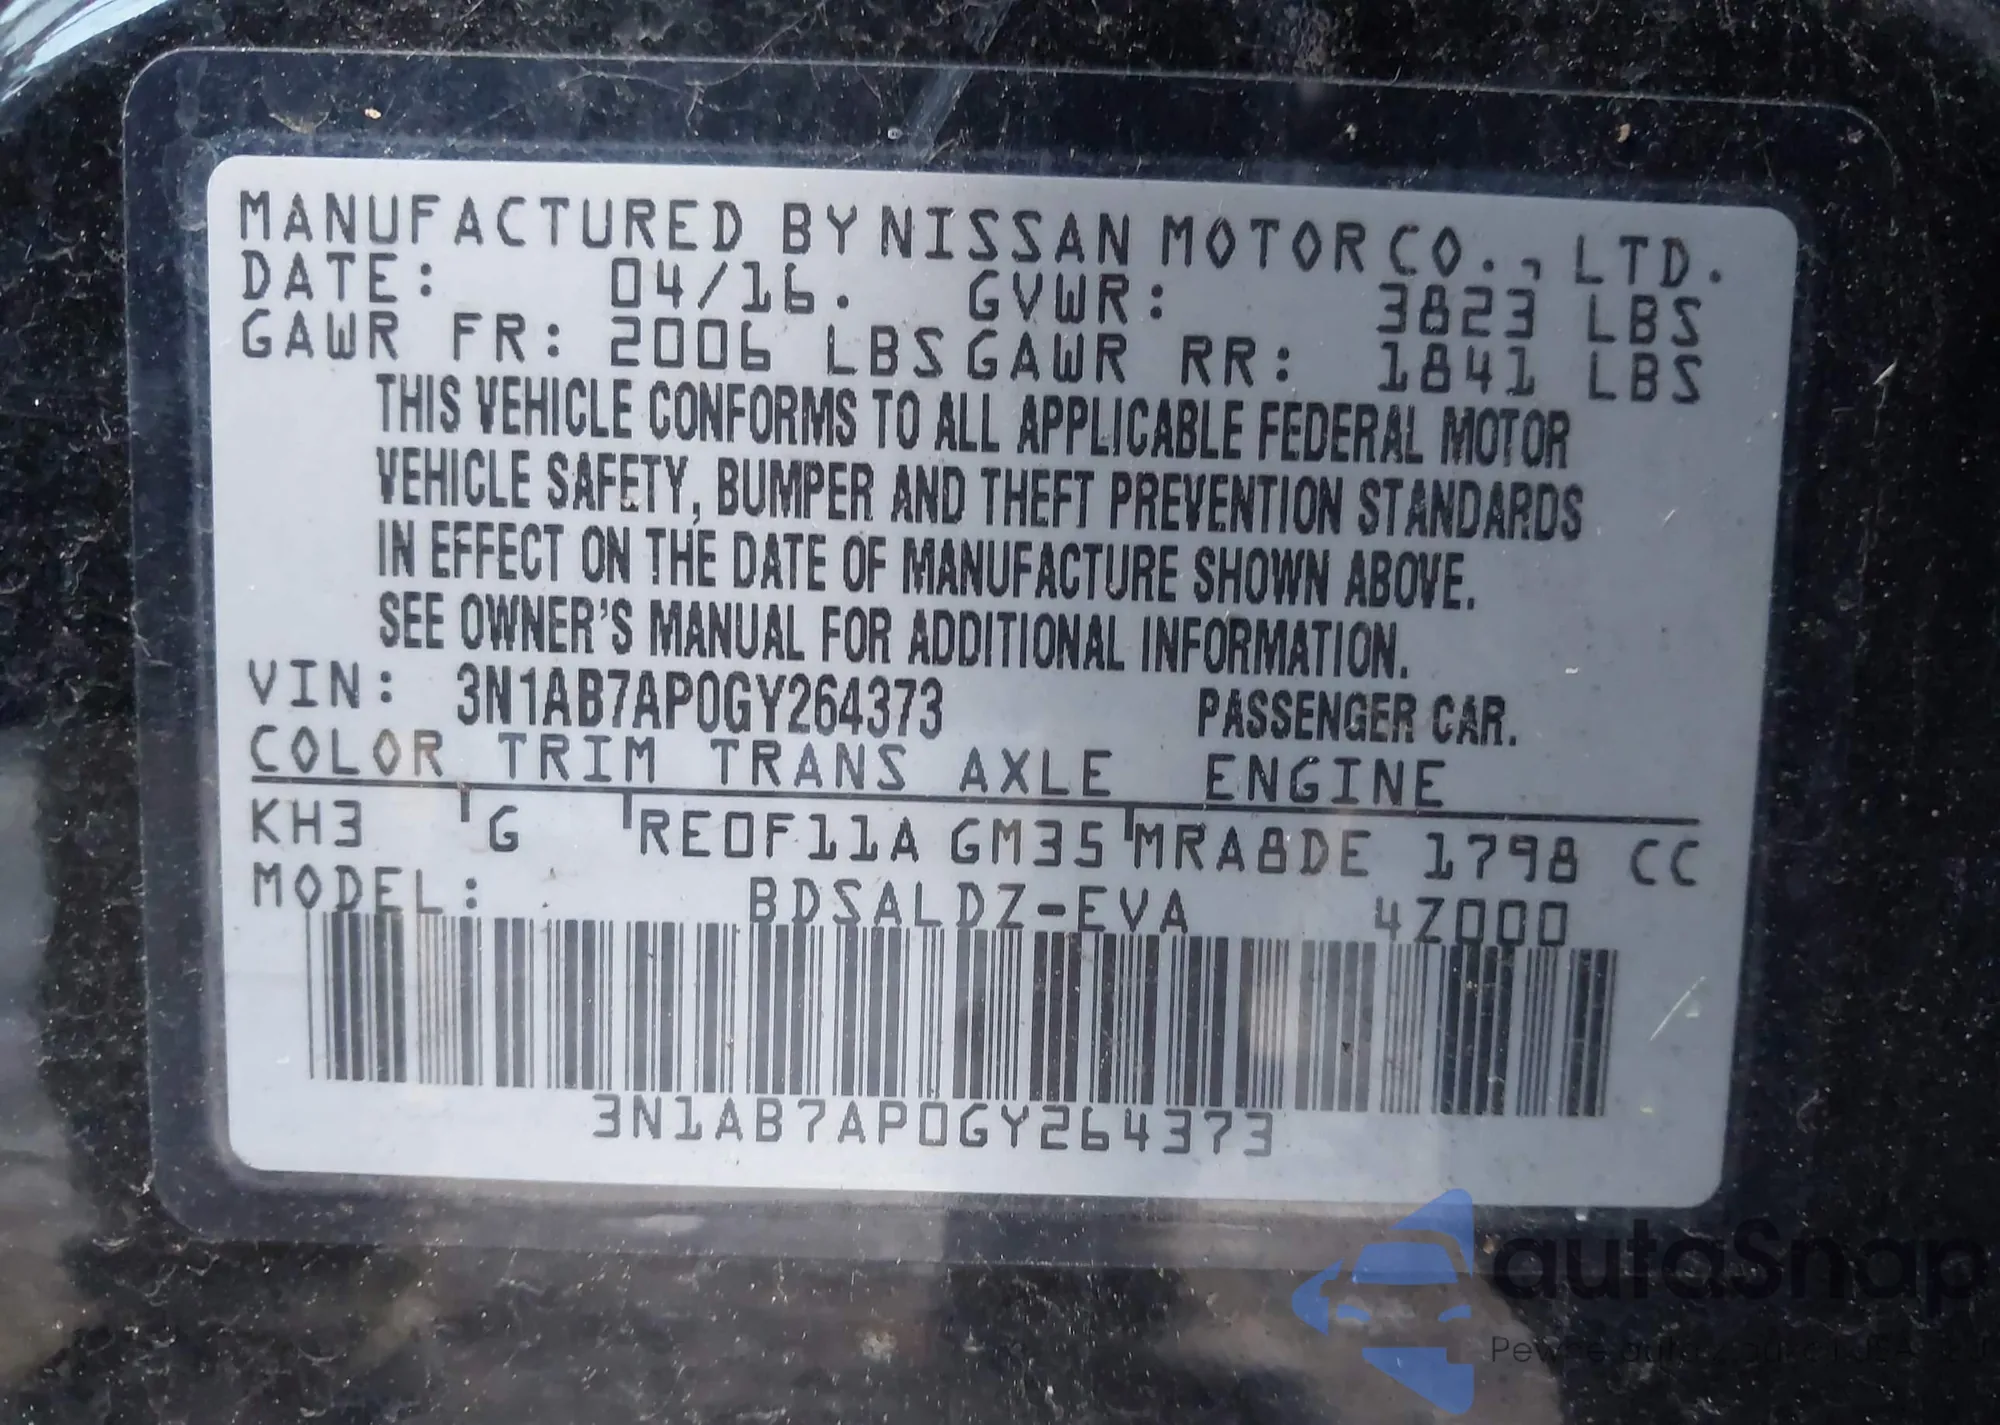 MANUFACTURED BY NISSAN MOTOR CO., LTD.
DATE: 04/16. GVWR: 3823 LBS
GAWR FR: 2006 LBS GAWR RR: 1841 LBS
THIS VEHICLE CONFORMS TO ALL APPLICABLE FEDERAL MOTOR
VEHICLE SAFETY, BUMPER AND THEFT PREVENTION STANDARDS
IN EFFECT ON THE DATE OF MANUFACTURE SHOWN ABOVE.
SEE OWNER'S MANUAL FOR ADDITIONAL INFORMATION.
VIN: 3N1AB7AP0GY264373 PASSENGER CAR.
COLOR TRIM TRANS AXLE ENGINE
KH3 G RE0F11A GM35 MRA8DE 1798 CC
MODEL: BDSALDZ-EVA 4Z000
3N1AB7AP0GY264373
autaSnap
Pewne auta z